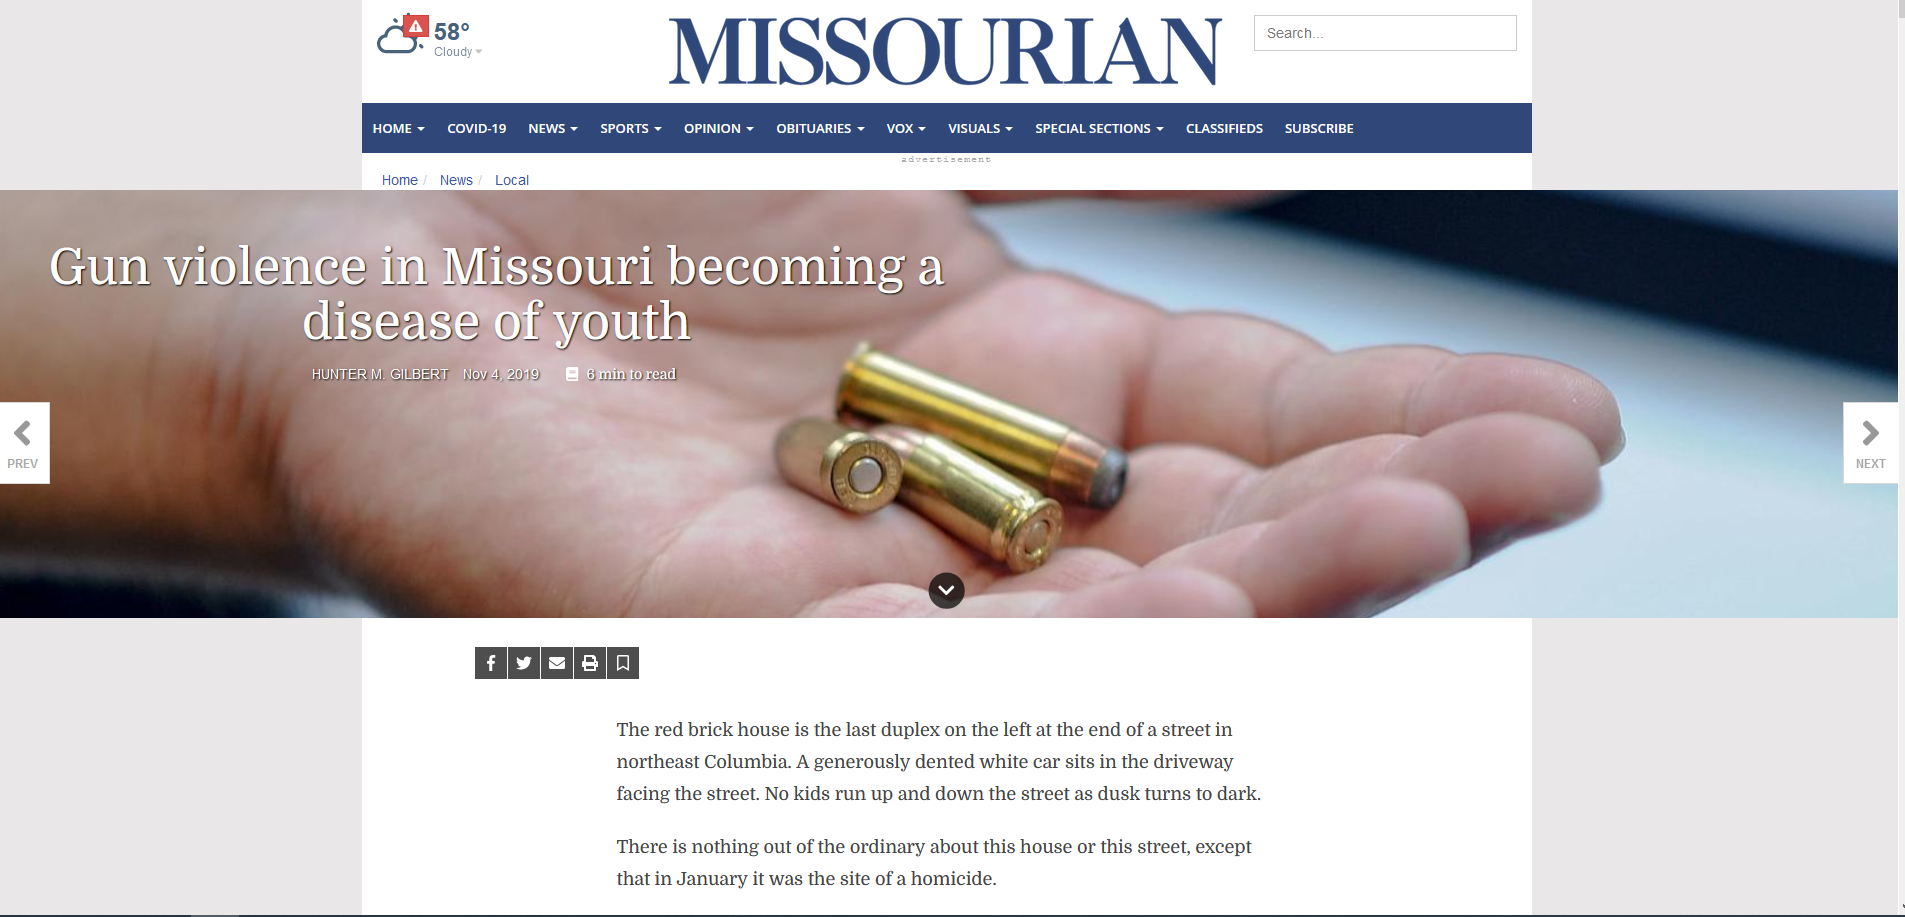 58°
Cloudy
MISSOURIAN
Search...
HOME COVID-19 NEWS SPORTS OPINION OBITUARIES VOX VISUALS SPECIAL SECTIONS CLASSIFIEDS SUBSCRIBE
advertisement
Home / News / Local
Gun violence in Missouri becoming a
disease of youth
HUNTER M. GILBERT Nov 4, 2019 6 min to read
PREV
NEXT
The red brick house is the last duplex on the left at the end of a street in
northeast Columbia. A generously dented white car sits in the driveway
facing the street. No kids run up and down the street as dusk turns to dark.
There is nothing out of the ordinary about this house or this street, except
that in January it was the site of a homicide.